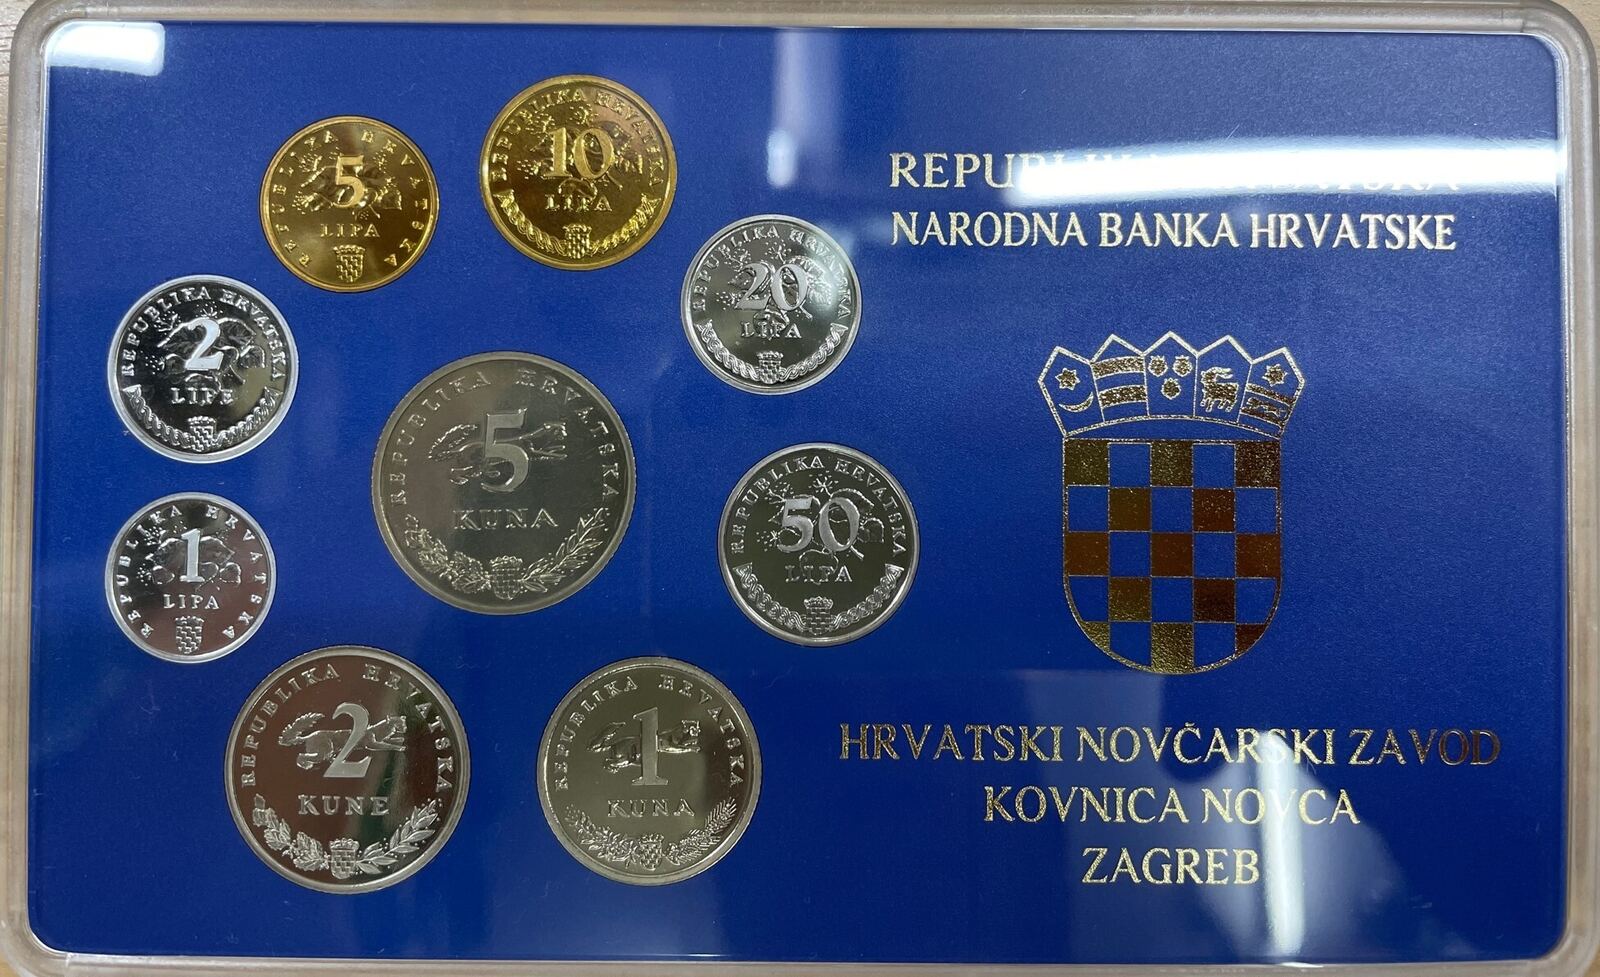 REPUBLIKA HRVATSKA
5
LIPA
REPUBLIKA HRVATSKA
10
LIPA
REPUBLIKA HRVATSKA
20
LIPA
REPUBLIKA HRVATSKA
2
LIPE
REPUBLIKA HRVATSKA
5
KUNA
REPUBLIKA HRVATSKA
50
LIPA
REPUBLIKA HRVATSKA
1
LIPA
REPUBLIKA HRVATSKA
2
KUNE
REPUBLIKA HRVATSKA
1
KUNA
REPUBLIKA HRVATSKA
NARODNA BANKA HRVATSKE
HRVATSKI NOVČARSKI ZAVOD
KOVNICA NOVCA
ZAGREB